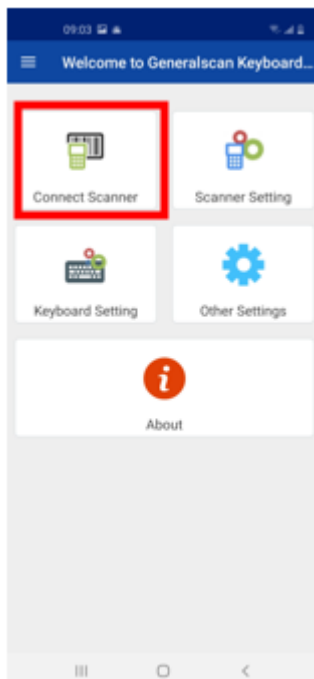 09:03
Welcome to Generalscan Keyboard...
Connect Scanner
Scanner Setting
Keyboard Setting
Other Settings
i
About